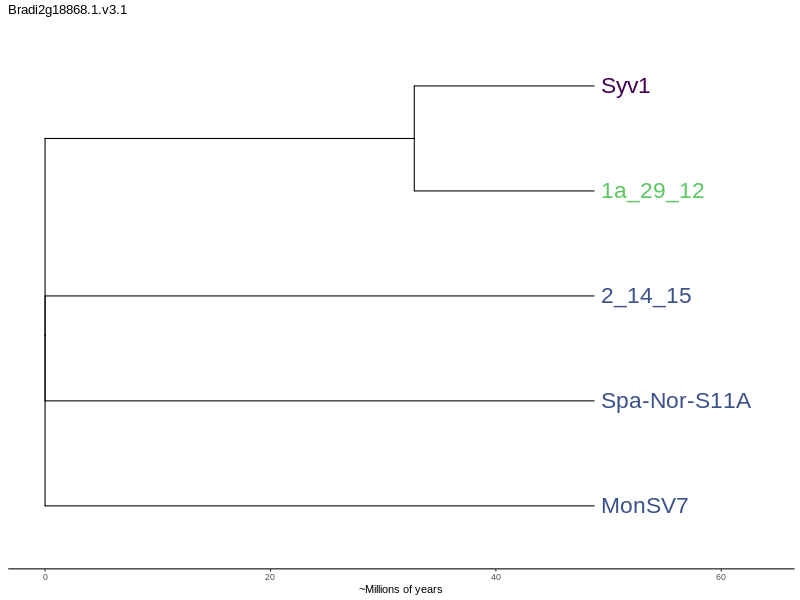 Bradi2g18868.1.v3.1
Syv1
1a_29_12
2_14_15
Spa-Nor-S11A
MonSV7
0 20 40 60
~Millions of years